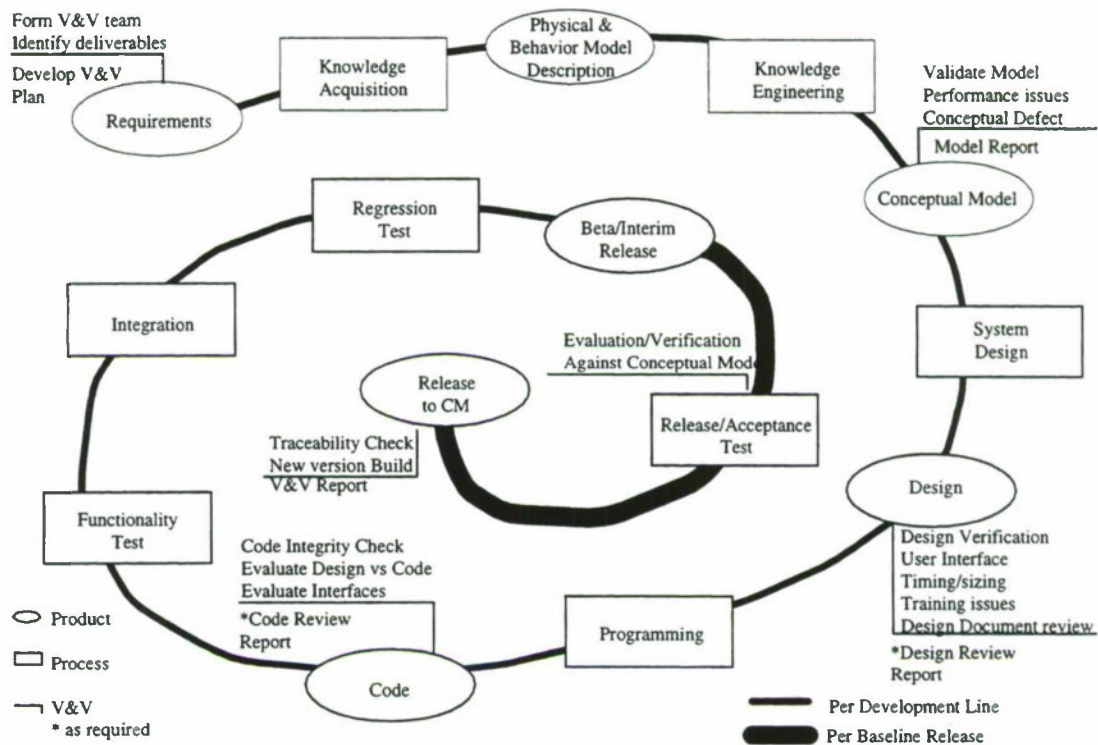 Form V&V team
Identify deliverables
Develop V&V
Plan
Requirements
Knowledge
Acquisition
Physical &
Behavior Model
Description
Knowledge
Engineering
Validate Model
Performance issues
Conceptual Defect
Model Report
Conceptual Model
System
Design
Design
Design Verification
User Interface
Timing/sizing
Training issues
Design Document review
*Design Review
Report
Programming
Code Integrity Check
Evaluate Design vs Code
Evaluate Interfaces
*Code Review
Report
Code
Functionality
Test
Integration
Regression
Test
Beta/Interim
Release
Evaluation/Verification
Against Conceptual Mode
Release/Acceptance
Test
Release
to CM
Traceability Check
New version Build
V&V Report
Product
Process
V&V
* as required
Per Development Line
Per Baseline Release